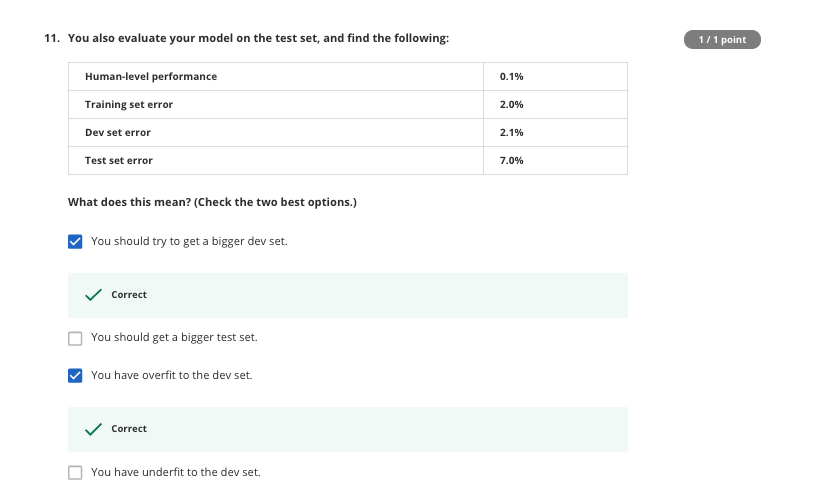 11. You also evaluate your model on the test set, and find the following:
1 / 1 point
Human-level performance 0.1%
Training set error 2.0%
Dev set error 2.1%
Test set error 7.0%
What does this mean? (Check the two best options.)
You should try to get a bigger dev set.
Correct
You should get a bigger test set.
You have overfit to the dev set.
Correct
You have underfit to the dev set.